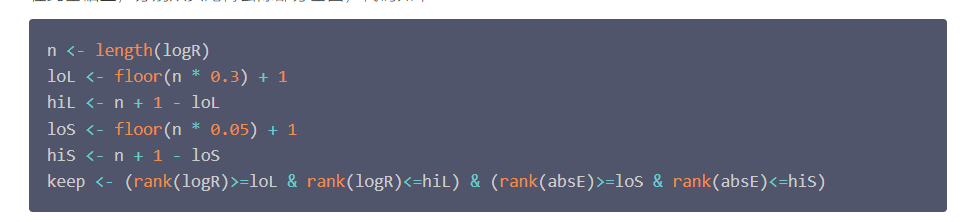 n <- length(logR)
loL <- floor(n * 0.3) + 1
hiL <- n + 1 - loL
loS <- floor(n * 0.05) + 1
hiS <- n + 1 - loS
keep <- (rank(logR)>=loL & rank(logR)<=hiL) & (rank(absE)>=loS & rank(absE)<=hiS)